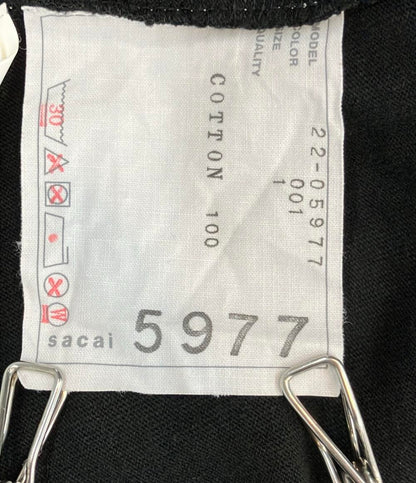 MODEL 22-05977
COLOR 001
SIZE 1
QUALITY
COTTON 100
30
W
sacai 5977